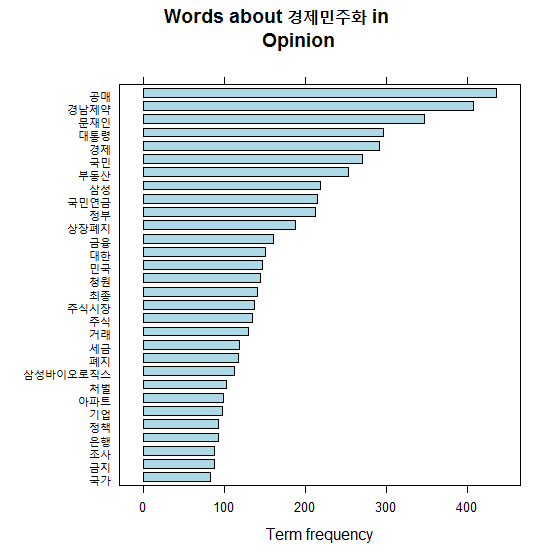 Words about 경제민주화 in
Opinion
공매
경남제약
문재인
대통령
경제
국민
부동산
삼성
국민연금
정부
상장폐지
금융
대한
민국
청원
최종
주식시장
주식
거래
세금
폐지
삼성바이오로직스
처벌
아파트
기업
정책
은행
조사
금지
국가
0 100 200 300 400
Term frequency